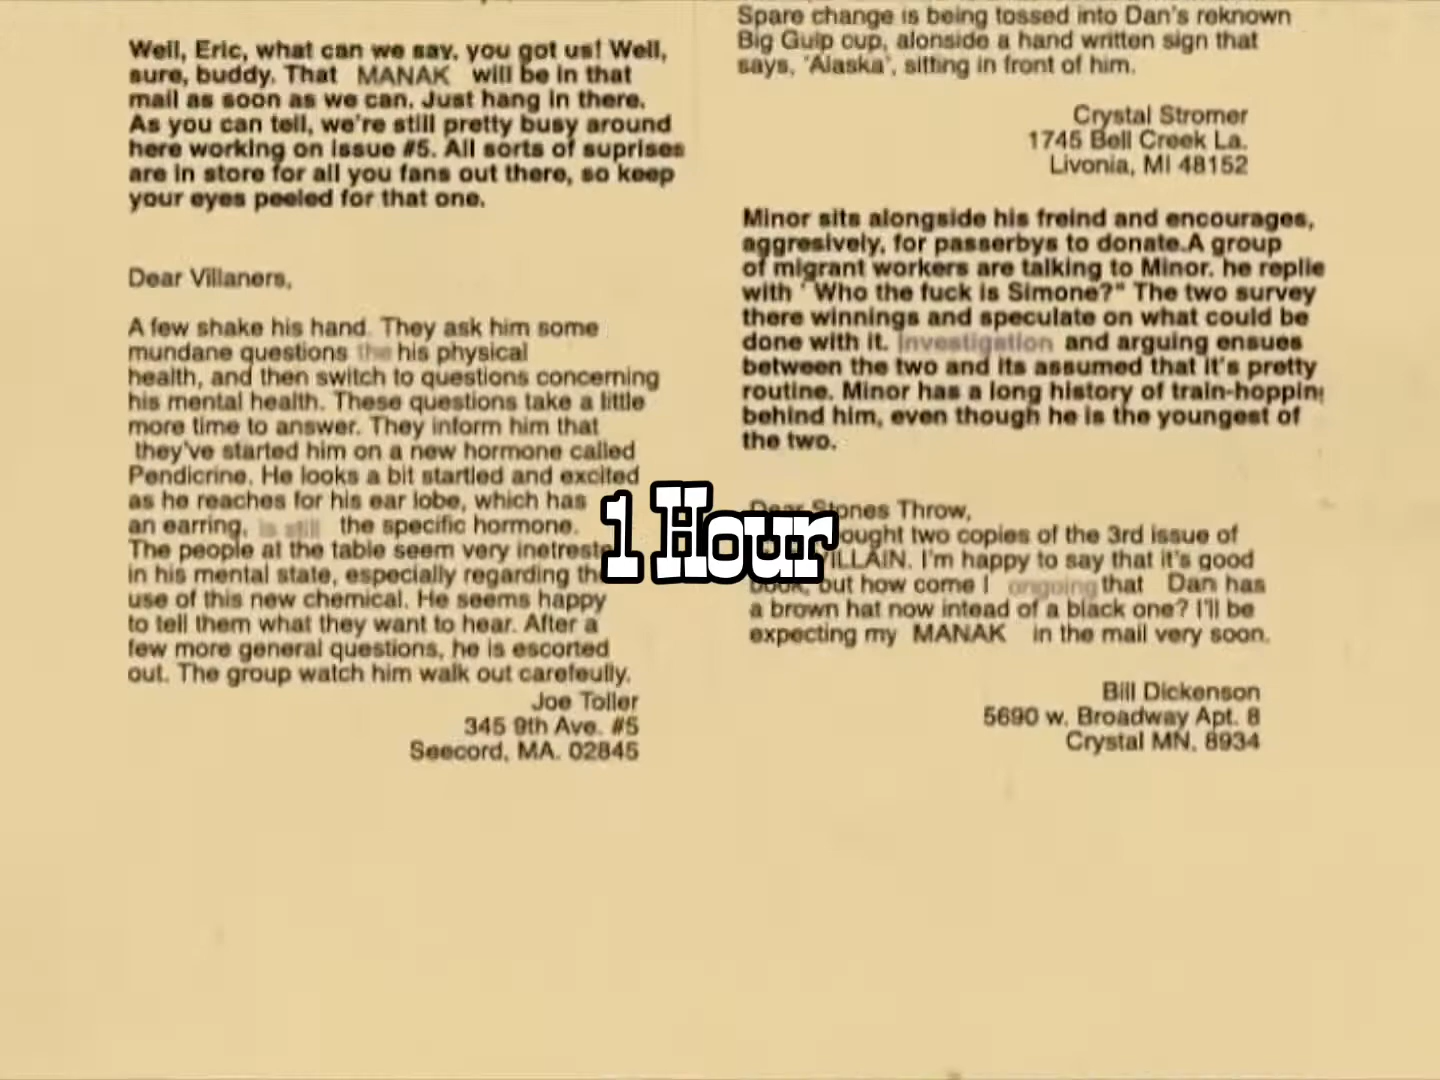 Well, Eric, what can we say, you got us! Well,
sure, buddy. That MANAK will be in that
mail as soon as we can. Just hang in there.
As you can tell, we're still pretty busy around
here working on issue #5. All sorts of suprises
are in store for all you fans out there, so keep
your eyes peeled for that one.
Dear Villaners,
A few shake his hand. They ask him some
mundane questions the his physical
health, and then switch to questions concerning
his mental health. These questions take a little
more time to answer. They inform him that
they've started him on a new hormone called
Pendicrine. He looks a bit startled and excited
as he reaches for his ear lobe, which has
an earring, is still the specific hormone.
The people at the table seem very inetreste
in his mental state, especially regarding the
use of this new chemical. He seems happy
to tell them what they want to hear. After a
few more general questions, he is escorted
out. The group watch him walk out carefeully.
Joe Toller
345 9th Ave. #5
Seecord, MA. 02845
Spare change is being tossed into Dan's reknown
Big Gulp cup, alonside a hand written sign that
says, 'Alaska', sitting in front of him.
Crystal Stromer
1745 Bell Creek La.
Livonia, MI 48152
Minor sits alongside his freind and encourages,
aggresively, for passerbys to donate.A group
of migrant workers are talking to Minor. he replie
with ' Who the fuck is Simone?" The two survey
there winnings and speculate on what could be
done with it. Investigation and arguing ensues
between the two and its assumed that it's pretty
routine. Minor has a long history of train-hopping
behind him, even though he is the youngest of
the two.
Dear Stones Throw,
ought two copies of the 3rd issue of
VILLAIN. I'm happy to say that it's good
book, but how come I ongoing that Dan has
a brown hat now intead of a black one? I'll be
expecting my MANAK in the mail very soon.
Bill Dickenson
5690 w. Broadway Apt. 8
Crystal MN, 8934
1 Hour